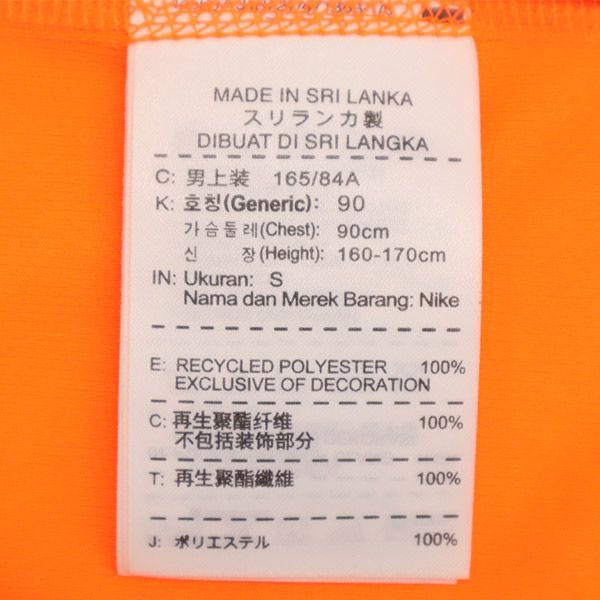 MADE IN SRI LANKA
スリランカ製
DIBUAT DI SRI LANGKA
C: 男上装 165/84A
K: 호칭(Generic): 90
가슴둘레(Chest): 90cm
신 장(Height): 160-170cm
IN: Ukuran: S
Nama dan Merek Barang: Nike
E: RECYCLED POLYESTER 100%
EXCLUSIVE OF DECORATION
C: 再生聚酯纤维 100%
不包括装饰部分
T: 再生聚酯纖維 100%
J: ポリエステル 100%